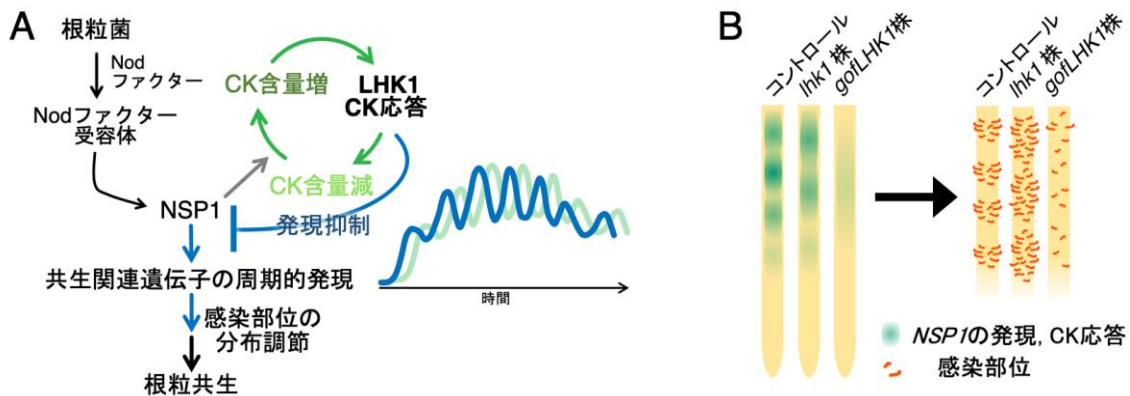 A
根粒菌
Nod
ファクター
Nodファクター
受容体
NSP1
CK含量増
LHK1
CK応答
CK含量減
発現抑制
共生関連遺伝子の周期的発現
感染部位の
分布調節
根粒共生
時間
B
コントロール
lhk1 株
gofLHK1株
コントロール
lhk1 株
gofLHK1株
NSP1の発現, CK応答
感染部位